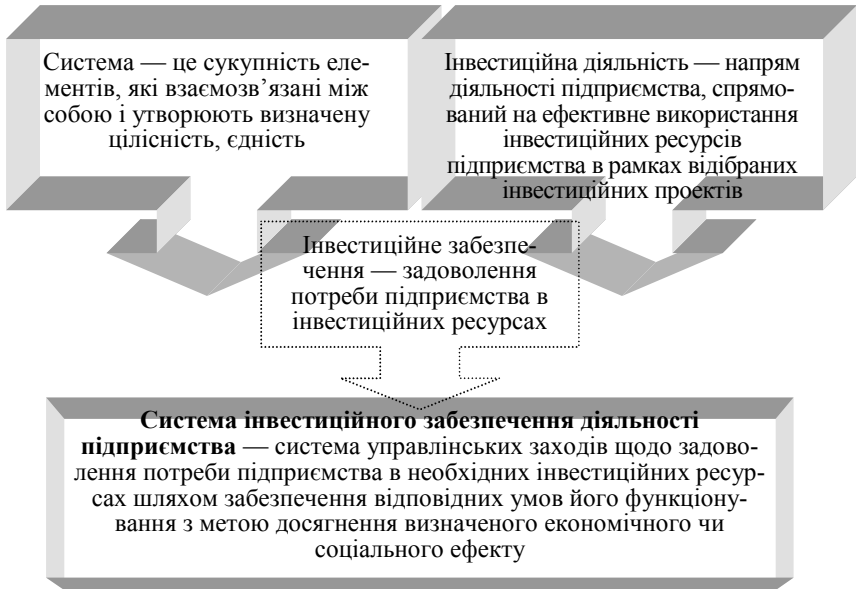 Система — це сукупність еле-
ментів, які взаємозв’язані між
собою і утворюють визначену
цілісність, єдність
Інвестиційна діяльність — напрям
діяльності підприємства, спрямо-
ваний на ефективне використання
інвестиційних ресурсів
підприємства в рамках відібраних
інвестиційних проектів
Інвестиційне забезпе-
чення — задоволення
потреби підприємства в
інвестиційних ресурсах
Система інвестиційного забезпечення діяльності
підприємства — система управлінських заходів щодо задово-
лення потреби підприємства в необхідних інвестиційних ресур-
сах шляхом забезпечення відповідних умов його функціону-
вання з метою досягнення визначеного економічного чи
соціального ефекту